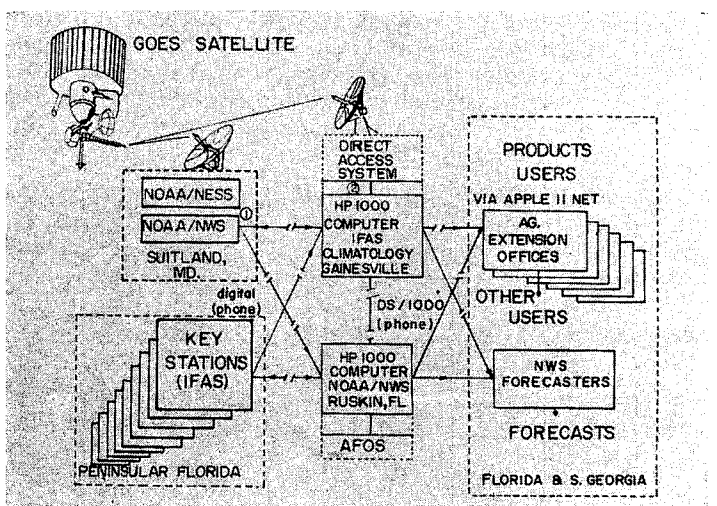 GOES SATELLITE
NOAA/NESS
NOAA/NWS
①
SUITLAND,
MD.
DIRECT
ACCESS
SYSTEM
②
HP 1000
COMPUTER
IFAS
CLIMATOLOGY
GAINESVILLE
PRODUCTS
USERS
VIA APPLE II NET
AG.
EXTENSION
OFFICES
OTHER
USERS
digital
(phone)
DS/1000
(phone)
KEY
STATIONS
(IFAS)
PENINSULAR FLORIDA
HP 1000
COMPUTER
NOAA/NWS
RUSKIN, FL
AFOS
NWS
FORECASTERS
FORECASTS
FLORIDA & S. GEORGIA